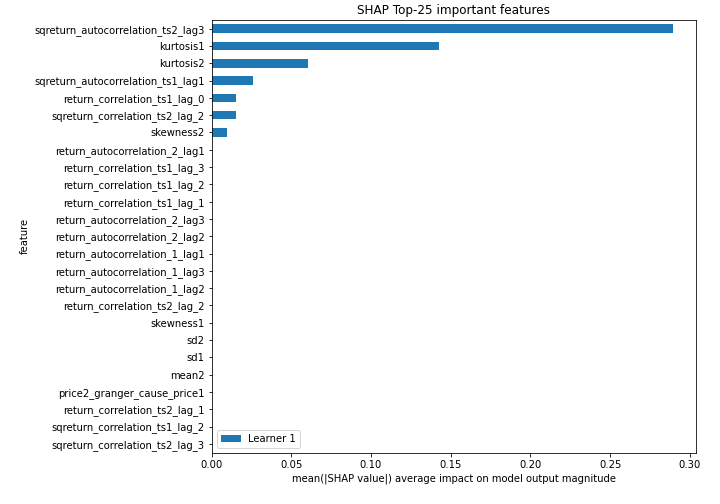 SHAP Top-25 important features
sqreturn_autocorrelation_ts2_lag3
kurtosis1
kurtosis2
sqreturn_autocorrelation_ts1_lag1
return_correlation_ts1_lag_0
sqreturn_correlation_ts2_lag_2
skewness2
return_autocorrelation_2_lag1
return_correlation_ts1_lag_3
return_correlation_ts1_lag_2
return_correlation_ts1_lag_1
return_autocorrelation_2_lag3
return_autocorrelation_2_lag2
return_autocorrelation_1_lag1
return_autocorrelation_1_lag3
return_autocorrelation_1_lag2
return_correlation_ts2_lag_2
skewness1
sd2
sd1
mean2
price2_granger_cause_price1
return_correlation_ts2_lag_1
sqreturn_correlation_ts1_lag_2
sqreturn_correlation_ts2_lag_3
feature
Learner 1
0.00 0.05 0.10 0.15 0.20 0.25 0.30
mean(|SHAP value|) average impact on model output magnitude